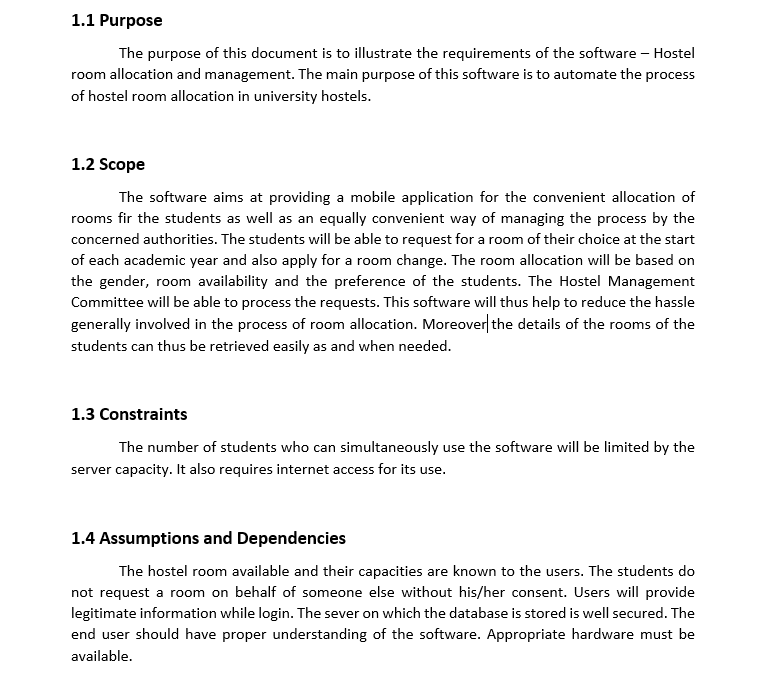 1.1 Purpose
The purpose of this document is to illustrate the requirements of the software – Hostel
room allocation and management. The main purpose of this software is to automate the process
of hostel room allocation in university hostels.
1.2 Scope
The software aims at providing a mobile application for the convenient allocation of
rooms fir the students as well as an equally convenient way of managing the process by the
concerned authorities. The students will be able to request for a room of their choice at the start
of each academic year and also apply for a room change. The room allocation will be based on
the gender, room availability and the preference of the students. The Hostel Management
Committee will be able to process the requests. This software will thus help to reduce the hassle
generally involved in the process of room allocation. Moreover the details of the rooms of the
students can thus be retrieved easily as and when needed.
1.3 Constraints
The number of students who can simultaneously use the software will be limited by the
server capacity. It also requires internet access for its use.
1.4 Assumptions and Dependencies
The hostel room available and their capacities are known to the users. The students do
not request a room on behalf of someone else without his/her consent. Users will provide
legitimate information while login. The sever on which the database is stored is well secured. The
end user should have proper understanding of the software. Appropriate hardware must be
available.